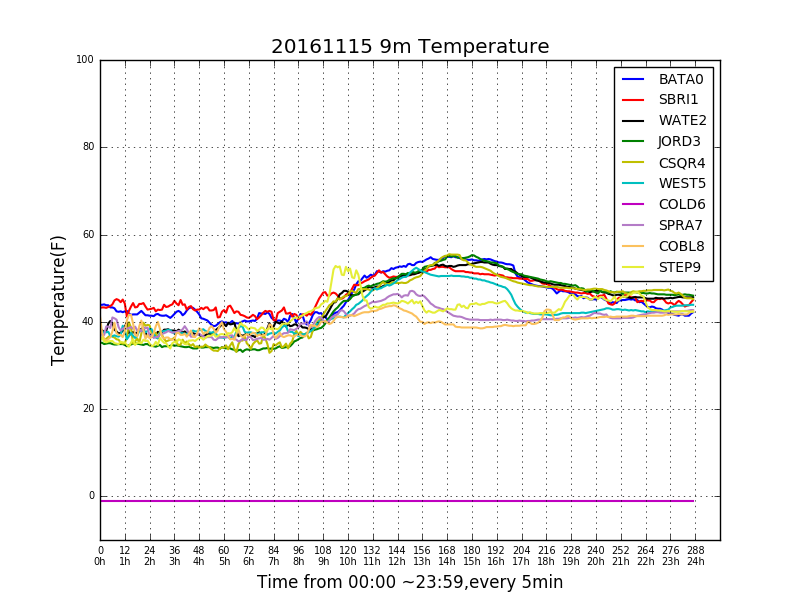 20161115 9m Temperature
100
80
60
40
20
0
Temperature(F)
BATA0
SBRI1
WATE2
JORD3
CSQR4
WEST5
COLD6
SPRA7
COBL8
STEP9
0 12 24 36 48 60 72 84 96 108 120 132 144 156 168 180 192 204 216 228 240 252 264 276 288
0h 1h 2h 3h 4h 5h 6h 7h 8h 9h 10h 11h 12h 13h 14h 15h 16h 17h 18h 19h 20h 21h 22h 23h 24h
Time from 00:00 ~23:59,every 5min